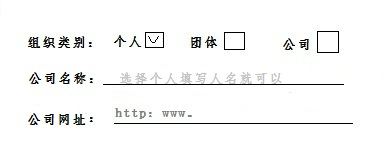 组织类别： 个人 ☑ 团体 □ 公司 □
公司名称： 选择个人填写人名就可以
公司网址： http: www.